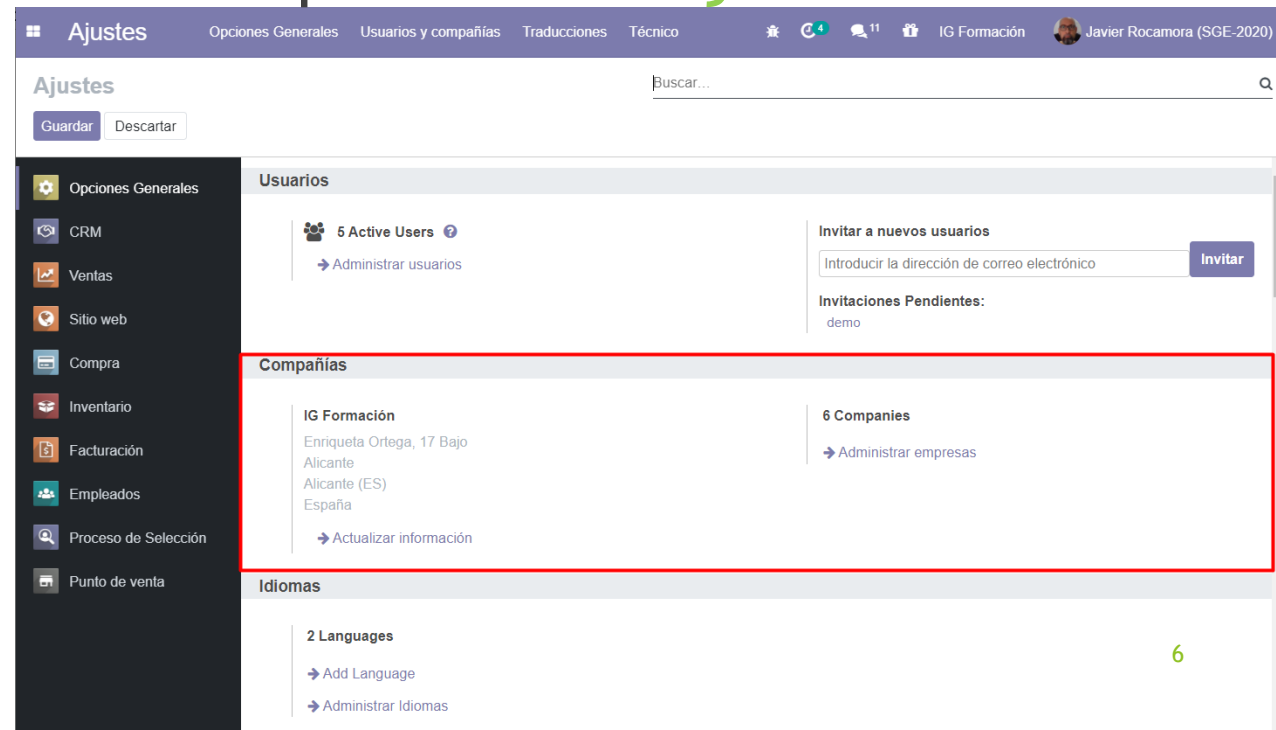 Ajustes Opciones Generales Usuarios y compañías Traducciones Técnico 4 11 IG Formación Javier Rocamora (SGE-2020)
Ajustes
Buscar...
Guardar Descartar
Opciones Generales
CRM
Ventas
Sitio web
Compra
Inventario
Facturación
Empleados
Proceso de Selección
Punto de venta
Usuarios
5 Active Users ?
Administrar usuarios
Invitar a nuevos usuarios
Introducir la dirección de correo electrónico Invitar
Invitaciones Pendientes:
demo
Compañías
IG Formación
Enriqueta Ortega, 17 Bajo
Alicante
Alicante (ES)
España
Actualizar información
6 Companies
Administrar empresas
Idiomas
2 Languages
Add Language
Administrar Idiomas
6